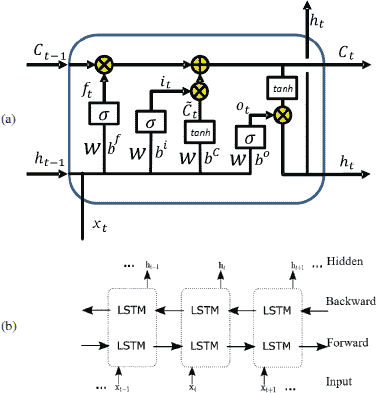 h_t
C_{t-1} C_t
f_t i_t C̃_t o_t tanh
(a) σ σ tanh σ
W b^f W b^i W b^C W b^o
h_{t-1} h_t
x_t
... h_{t-1} h_t h_{t+1} ... Hidden
LSTM LSTM LSTM Backward
(b)
LSTM LSTM LSTM Forward
... x_{t-1} x_t x_{t+1} ... Input